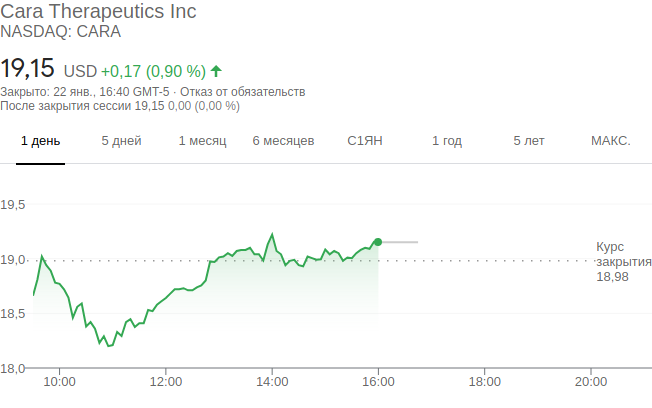 Cara Therapeutics Inc
NASDAQ: CARA
19,15 USD +0,17 (0,90 %)
Закрыто: 22 янв., 16:40 GMT-5 · Отказ от обязательств
После закрытия сессии 19,15 0,00 (0,00 %)
1 день 5 дней 1 месяц 6 месяцев С1ЯН 1 год 5 лет МАКС.
19,5
19,0
18,5
18,0
Курс
закрытия
18,98
10:00 12:00 14:00 16:00 18:00 20:00